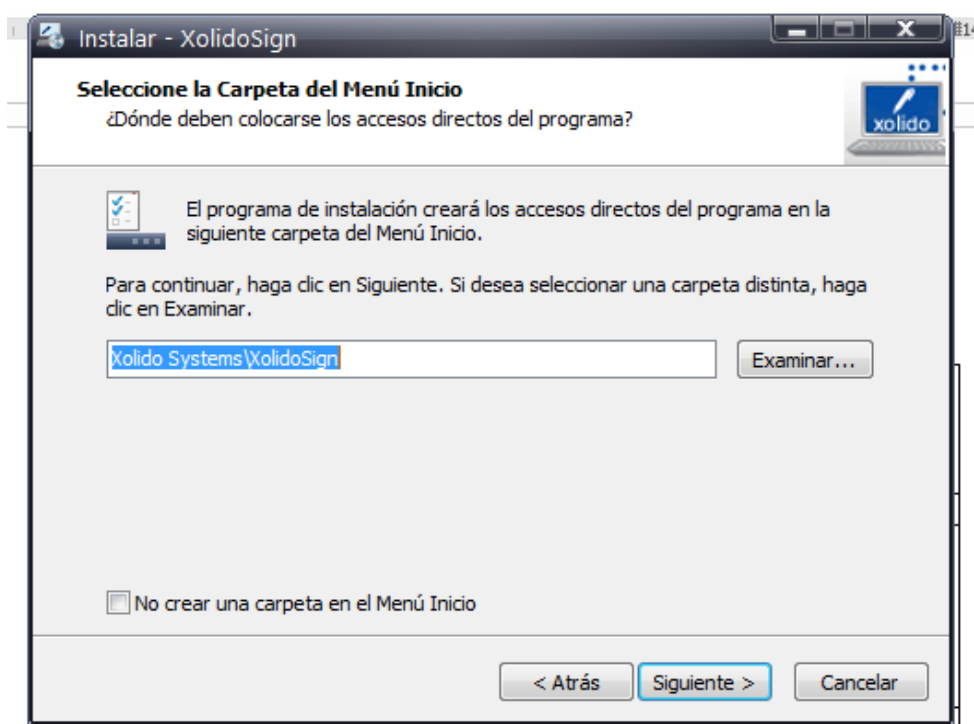 Instalar - XolidoSign
Seleccione la Carpeta del Menú Inicio
¿Dónde deben colocarse los accesos directos del programa?
xolido
El programa de instalación creará los accesos directos del programa en la
siguiente carpeta del Menú Inicio.
Para continuar, haga clic en Siguiente. Si desea seleccionar una carpeta distinta, haga
clic en Examinar.
Xolido Systems\XolidoSign
Examinar...
No crear una carpeta en el Menú Inicio
< Atrás
Siguiente >
Cancelar